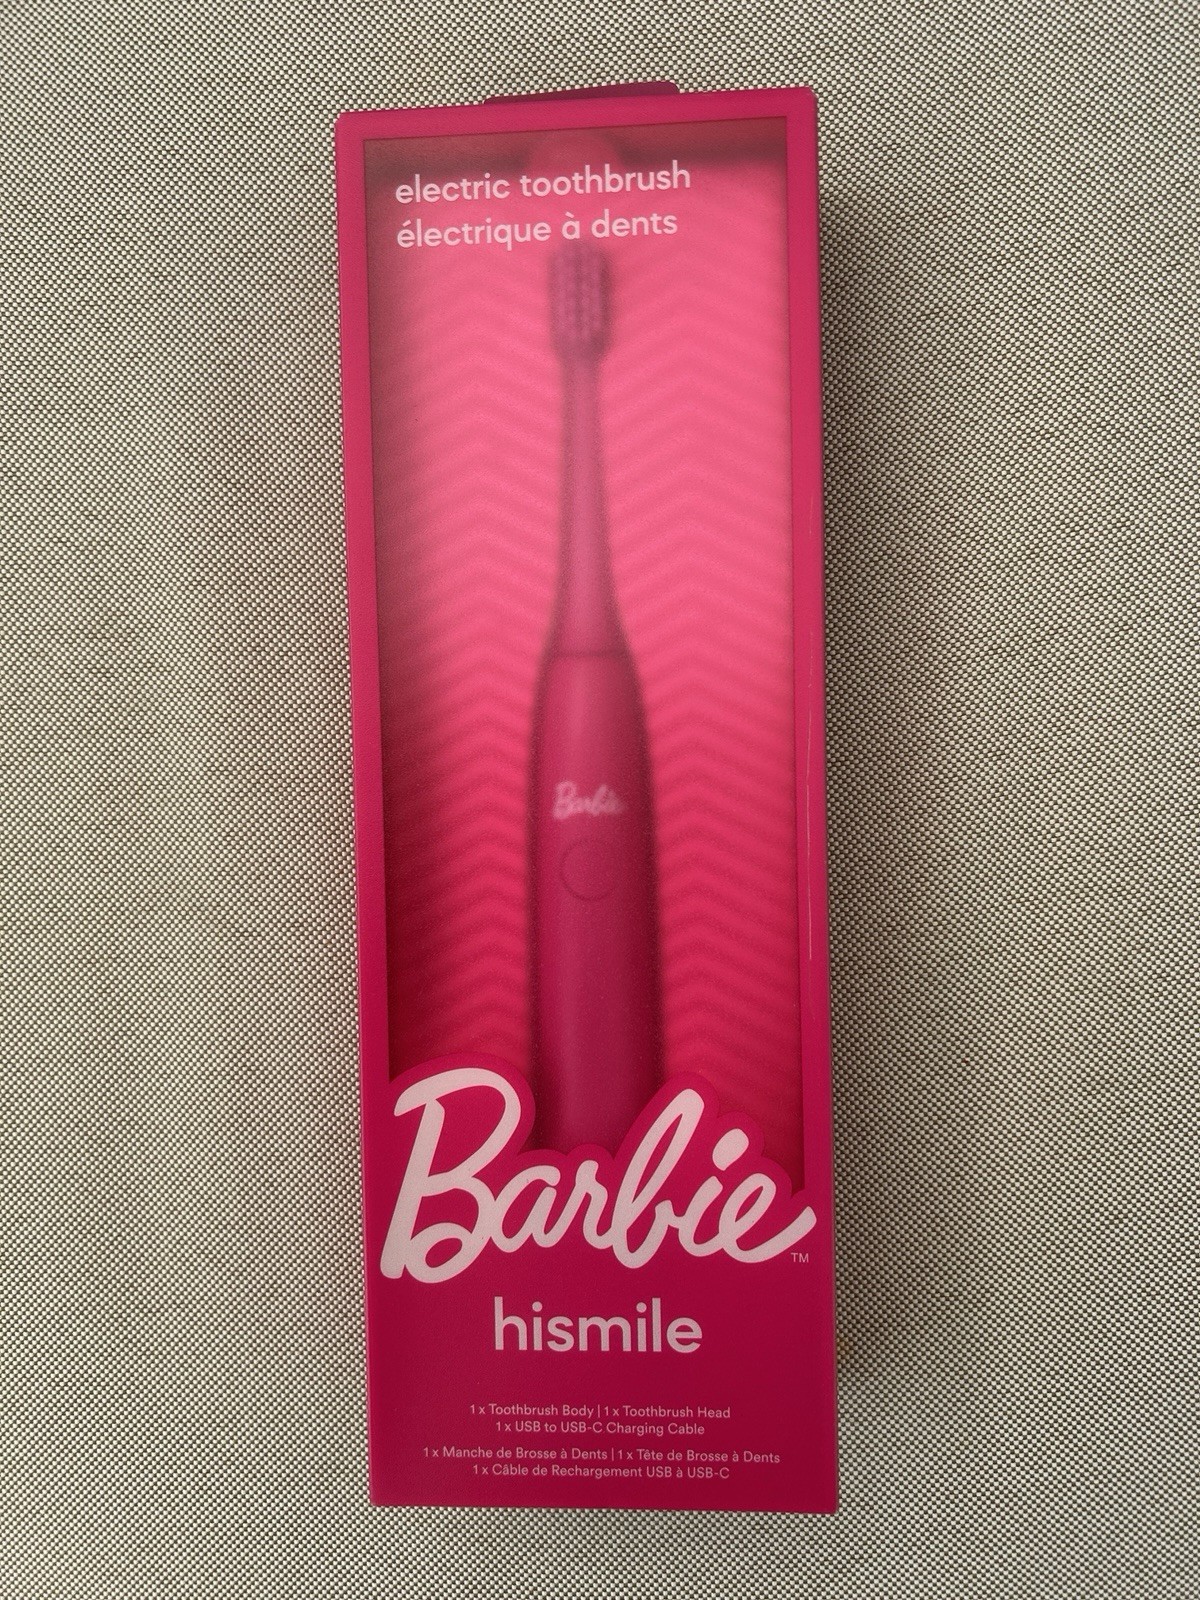 electric toothbrush
électrique à dents
Barbie
Barbie
TM
hismile
1 x Toothbrush Body | 1 x Toothbrush Head
1 x USB to USB-C Charging Cable
1 x Manche de Brosse à Dents | 1 x Tête de Brosse à Dents
1 x Câble de Rechargement USB à USB-C